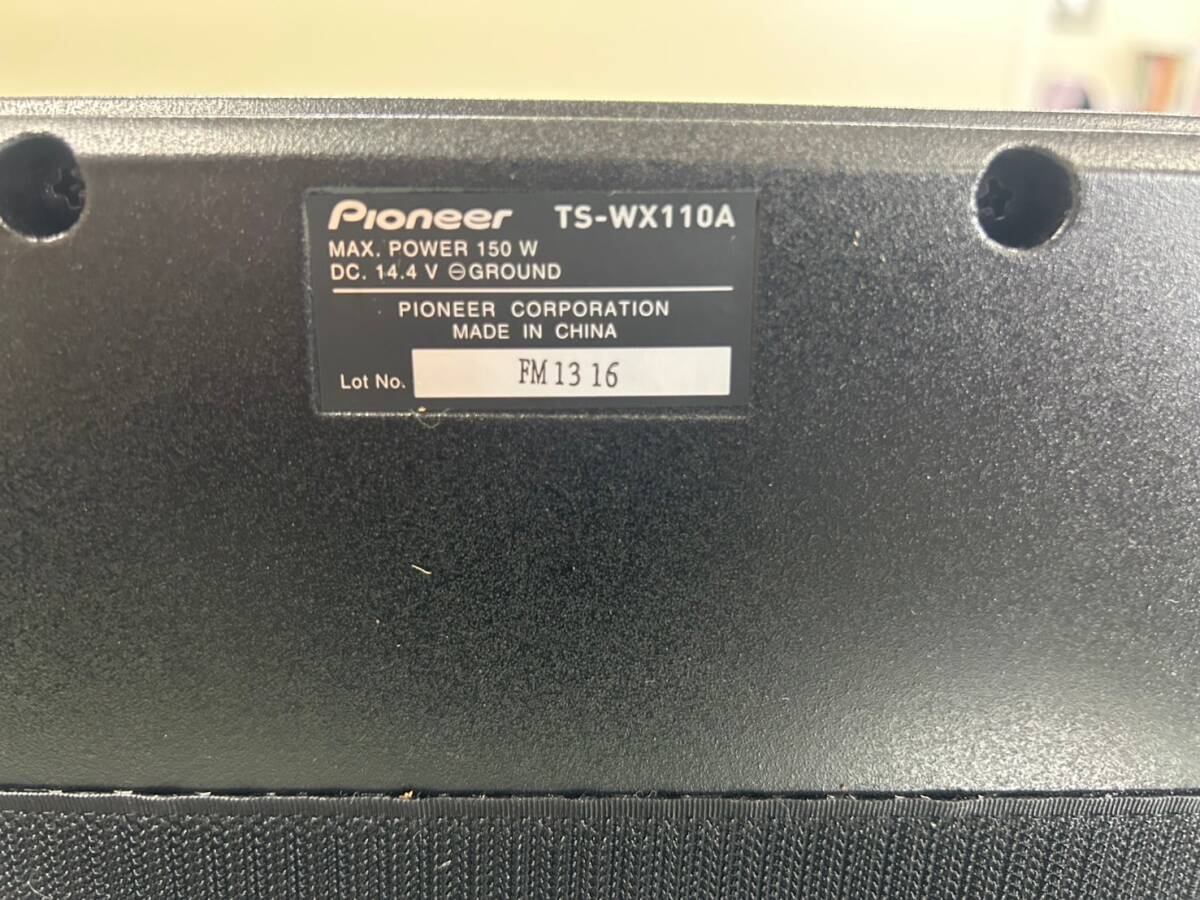 Pioneer TS-WX110A
MAX. POWER 150 W
DC. 14.4 V ⊖GROUND
PIONEER CORPORATION
MADE IN CHINA
Lot No. FM 13 16